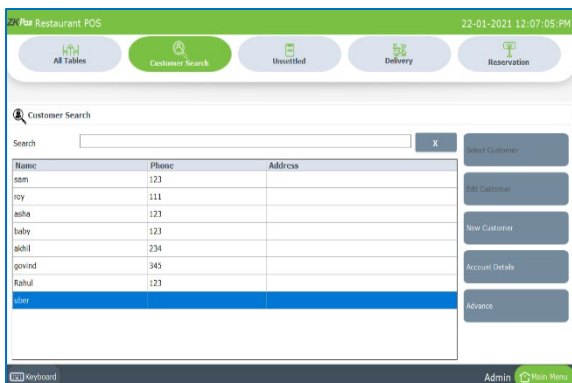 ZKPos Restaurant POS 22-01-2021 12:07:05:PM
All Tables Customer Search Unsettled Delivery Reservation
Customer Search
Search X
Select Customer
Name Phone Address
sam 123
Edit Customer
roy 111
asha 123
New Customer
baby 123
akhil 234
Account Details
govind 345
Rahul 123
Advance
uber
Keyboard Admin Main Menu